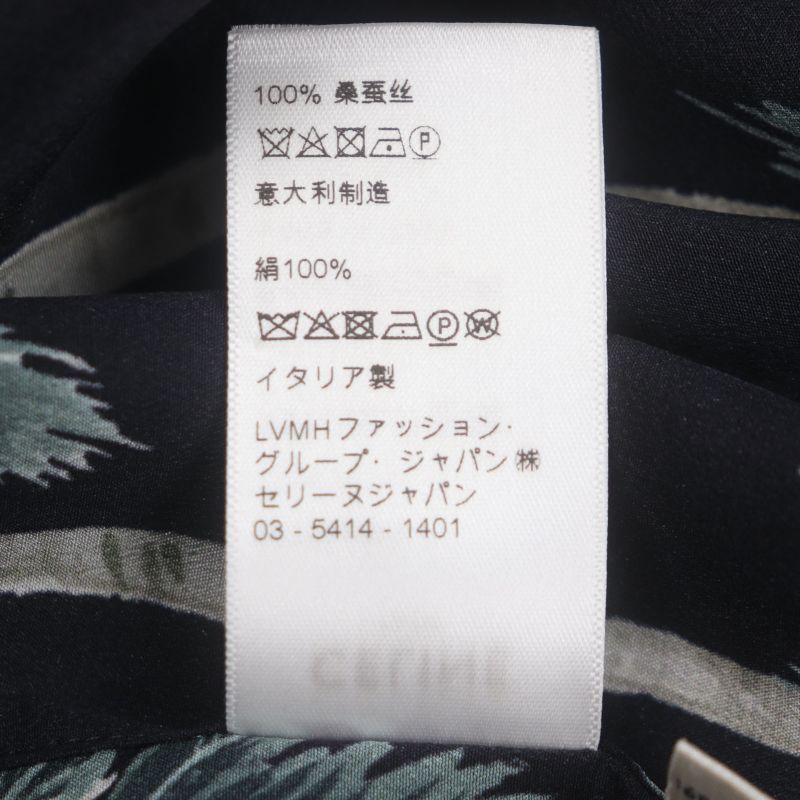 100% 桑蚕丝
P
意大利制造
絹100%
P W
イタリア製
LVMHファッション・
グループ・ジャパン㈱
セリーヌジャパン
03 - 5414 - 1401